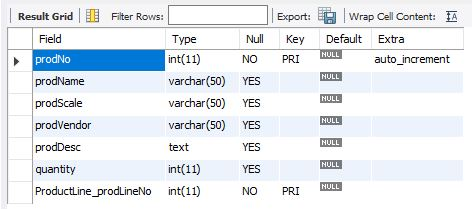 Result Grid Filter Rows: Export: Wrap Cell Content:
Field Type Null Key Default Extra
prodNo int(11) NO PRI NULL auto_increment
prodName varchar(50) YES NULL
prodScale varchar(50) YES NULL
prodVendor varchar(50) YES NULL
prodDesc text YES NULL
quantity int(11) YES NULL
ProductLine_prodLineNo int(11) NO PRI NULL